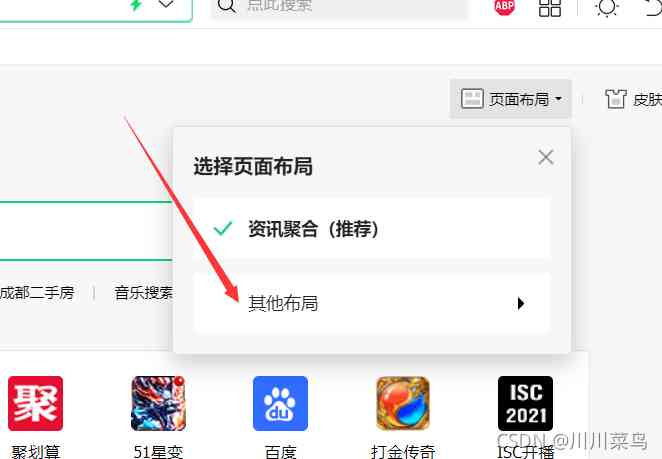 点此搜索
ABP
页面布局
皮肤
选择页面布局
资讯聚合（推荐）
成都二手房
音乐搜索
其他布局
聚
du
ISC
2021
聚划算
51星变
百度
打金传奇
ISC开播
CSDN @川川菜鸟